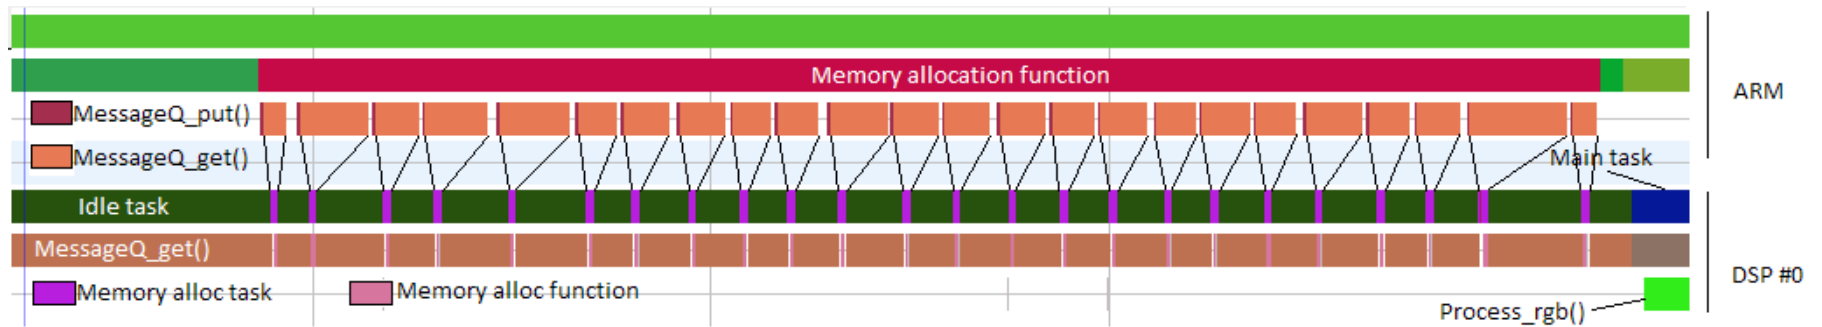 Memory allocation function
ARM
MessageQ_put()
MessageQ_get()
Main task
Idle task
MessageQ_get()
DSP #0
Memory alloc task
Memory alloc function
Process_rgb()